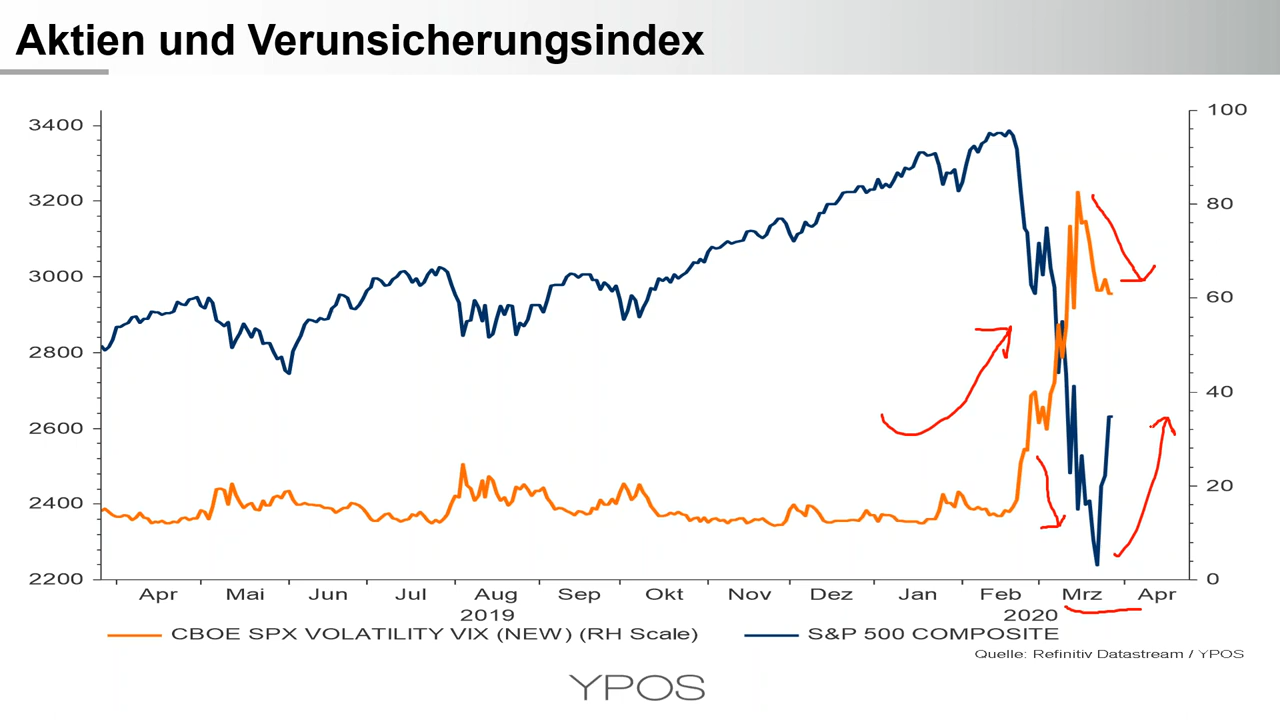 Aktien und Verunsicherungsindex
3400
3200
3000
2800
2600
2400
2200
100
80
60
40
20
0
Apr Mai Jun Jul Aug Sep Okt Nov Dez Jan Feb Mrz Apr
2019 2020
CBOE SPX VOLATILITY VIX (NEW) (RH Scale) S&P 500 COMPOSITE
Quelle: Refinitiv Datastream / YPOS
YPOS